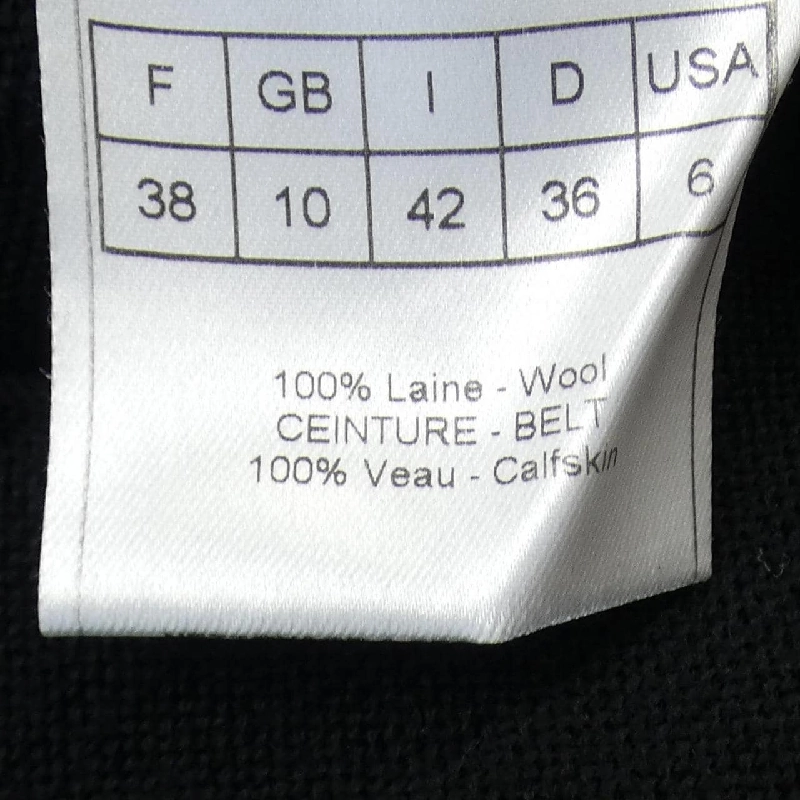 F GB I D USA
38 10 42 36 6
100% Laine - Wool
CEINTURE - BELT
100% Veau - Calfskin